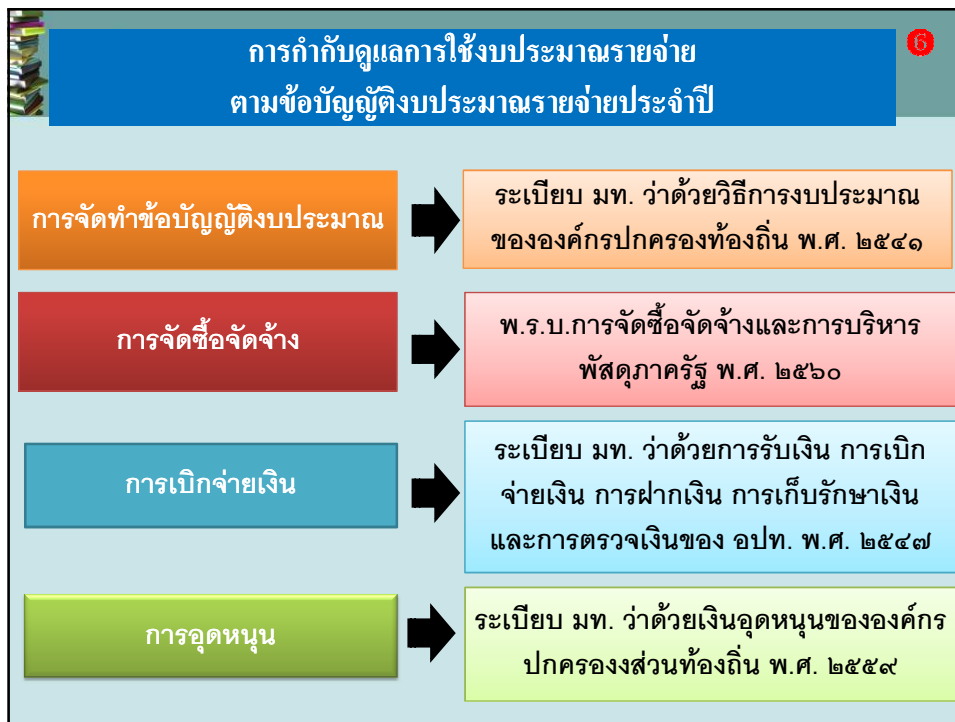 การกำกับดูแลการใช้งบประมาณรายจ่าย
ตามข้อบัญญัติงบประมาณรายจ่ายประจำปี
6
การจัดทำข้อบัญญัติงบประมาณ
ระเบียบ มท. ว่าด้วยวิธีการงบประมาณ
ขององค์กรปกครองท้องถิ่น พ.ศ. ๒๕๔๑
การจัดซื้อจัดจ้าง
พ.ร.บ.การจัดซื้อจัดจ้างและการบริหาร
พัสดุภาครัฐ พ.ศ. ๒๕๖๐
การเบิกจ่ายเงิน
ระเบียบ มท. ว่าด้วยการรับเงิน การเบิก
จ่ายเงิน การฝากเงิน การเก็บรักษาเงิน
และการตรวจเงินของ อปท. พ.ศ. ๒๕๔๗
การอุดหนุน
ระเบียบ มท. ว่าด้วยเงินอุดหนุนขององค์กร
ปกครองงส่วนท้องถิ่น พ.ศ. ๒๕๕๙